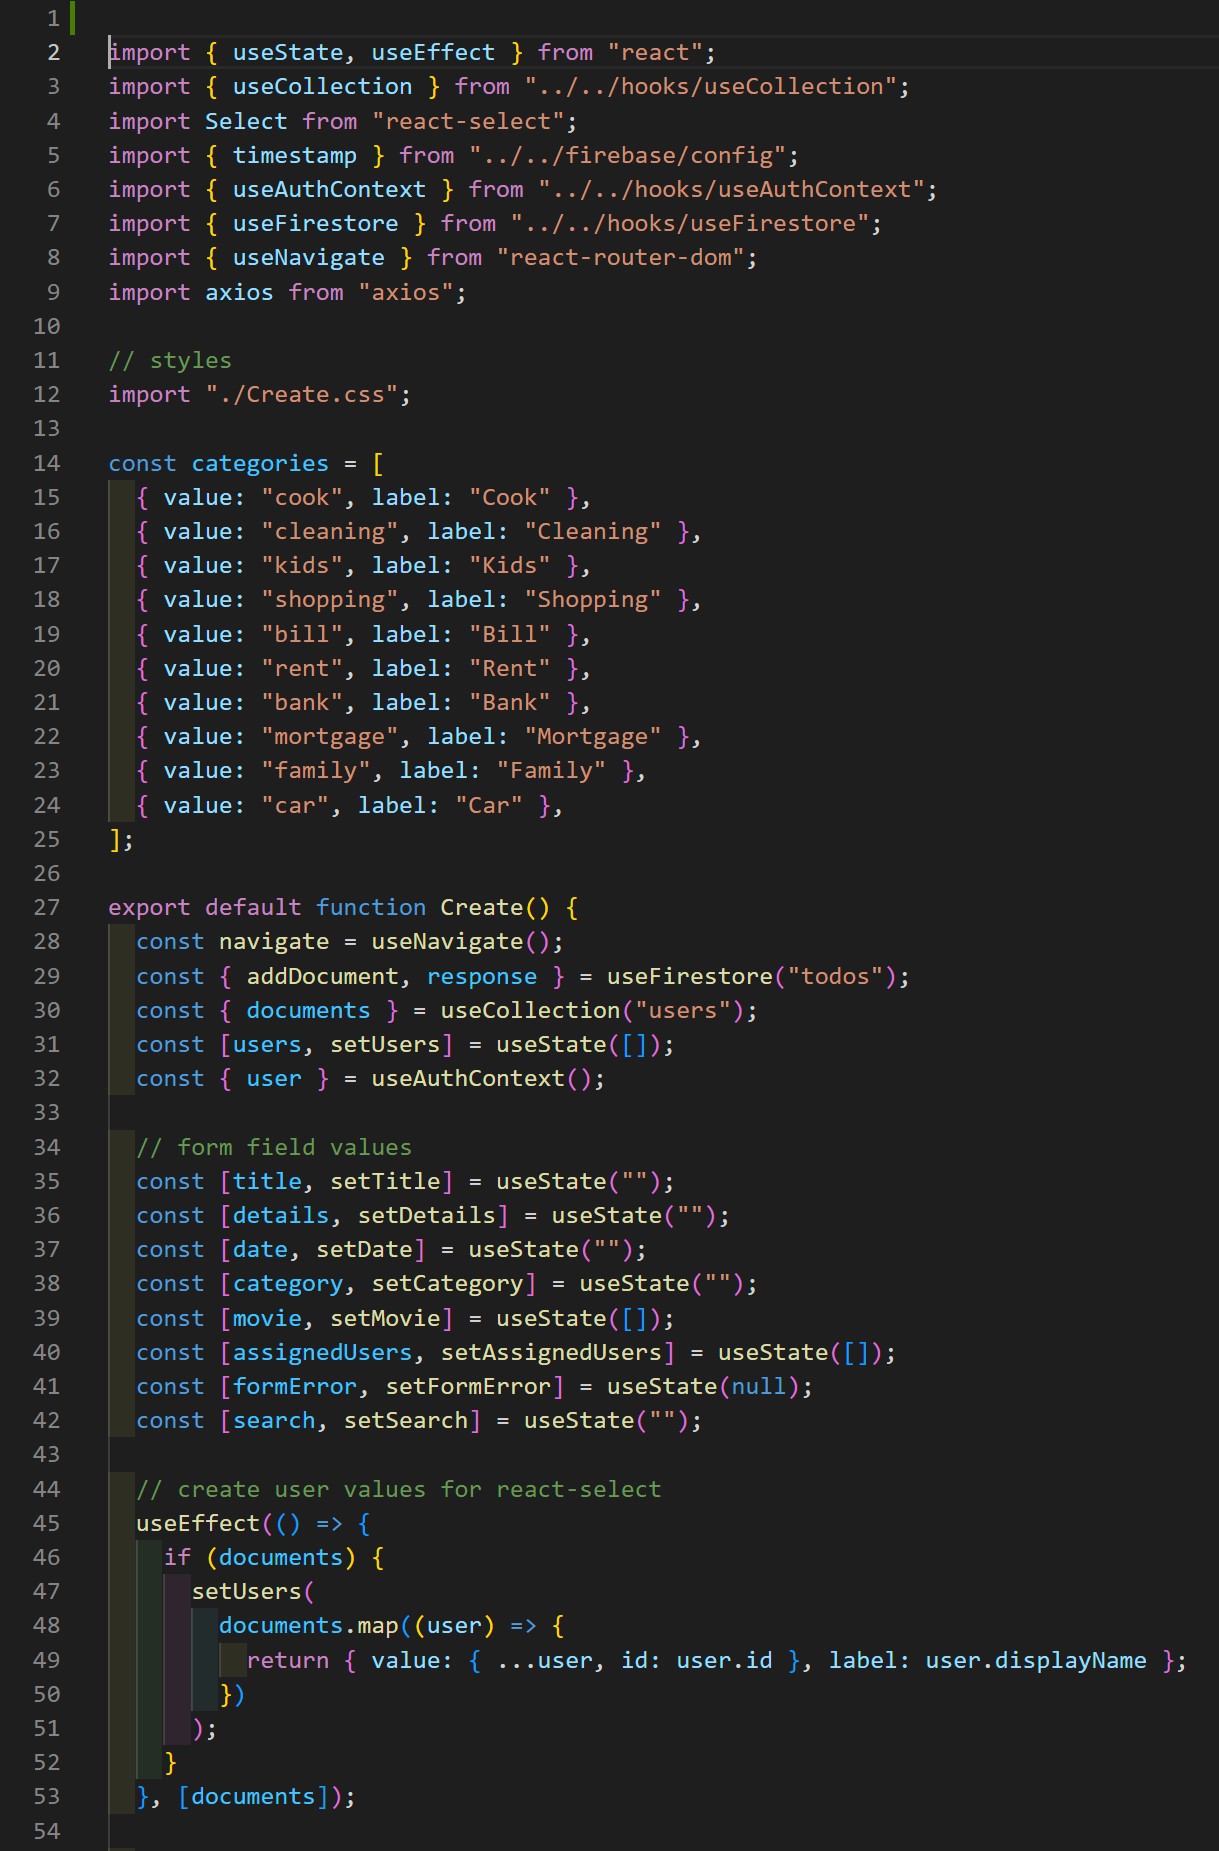 1
2 import { useState, useEffect } from "react";
3 import { useCollection } from "../../hooks/useCollection";
4 import Select from "react-select";
5 import { timestamp } from "../../firebase/config";
6 import { useAuthContext } from "../../hooks/useAuthContext";
7 import { useFirestore } from "../../hooks/useFirestore";
8 import { useNavigate } from "react-router-dom";
9 import axios from "axios";
10
11 // styles
12 import "./Create.css";
13
14 const categories = [
15   { value: "cook", label: "Cook" },
16   { value: "cleaning", label: "Cleaning" },
17   { value: "kids", label: "Kids" },
18   { value: "shopping", label: "Shopping" },
19   { value: "bill", label: "Bill" },
20   { value: "rent", label: "Rent" },
21   { value: "bank", label: "Bank" },
22   { value: "mortgage", label: "Mortgage" },
23   { value: "family", label: "Family" },
24   { value: "car", label: "Car" },
25 ];
26
27 export default function Create() {
28   const navigate = useNavigate();
29   const { addDocument, response } = useFirestore("todos");
30   const { documents } = useCollection("users");
31   const [users, setUsers] = useState([]);
32   const { user } = useAuthContext();
33
34   // form field values
35   const [title, setTitle] = useState("");
36   const [details, setDetails] = useState("");
37   const [date, setDate] = useState("");
38   const [category, setCategory] = useState("");
39   const [movie, setMovie] = useState([]);
40   const [assignedUsers, setAssignedUsers] = useState([]);
41   const [formError, setFormError] = useState(null);
42   const [search, setSearch] = useState("");
43
44   // create user values for react-select
45   useEffect(() => {
46     if (documents) {
47       setUsers(
48         documents.map((user) => {
49           return { value: { ...user, id: user.id }, label: user.displayName };
50         })
51       );
52     }
53   }, [documents]);
54